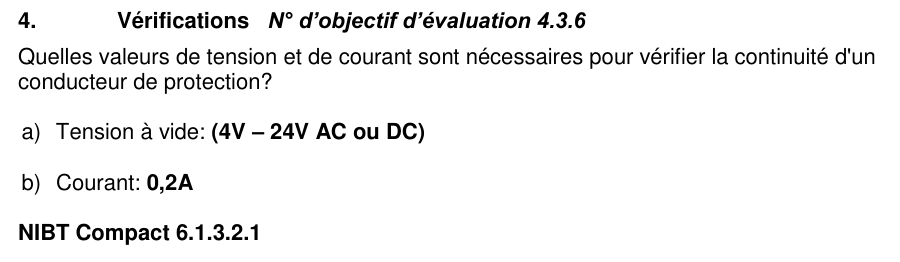 4. Vérifications N° d'objectif d'évaluation 4.3.6
Quelles valeurs de tension et de courant sont nécessaires pour vérifier la continuité d'un
conducteur de protection?
a) Tension à vide: (4V – 24V AC ou DC)
b) Courant: 0,2A
NIBT Compact 6.1.3.2.1